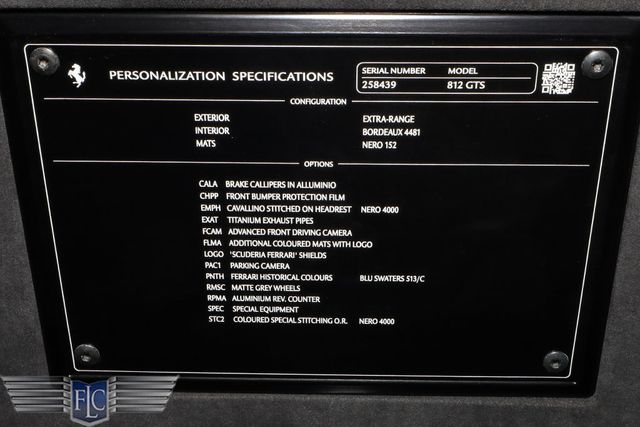 PERSONALIZATION SPECIFICATIONS
SERIAL NUMBER MODEL
258439 812 GTS
CONFIGURATION
EXTERIOR EXTRA-RANGE
INTERIOR BORDEAUX 4481
MATS NERO 152
OPTIONS
CALA BRAKE CALLIPERS IN ALLUMINIO
CHPP FRONT BUMPER PROTECTION FILM
EMPH CAVALLINO STITCHED ON HEADREST NERO 4000
EXAT TITANIUM EXHAUST PIPES
FCAM ADVANCED FRONT DRIVING CAMERA
FLMA ADDITIONAL COLOURED MATS WITH LOGO
LOGO 'SCUDERIA FERRARI' SHIELDS
PAC1 PARKING CAMERA
PNTH FERRARI HISTORICAL COLOURS BLU SWATERS 513/C
RMSC MATTE GREY WHEELS
RPMA ALUMINIUM REV. COUNTER
SPEC SPECIAL EQUIPMENT
STC2 COLOURED SPECIAL STITCHING O.R. NERO 4000
FLC